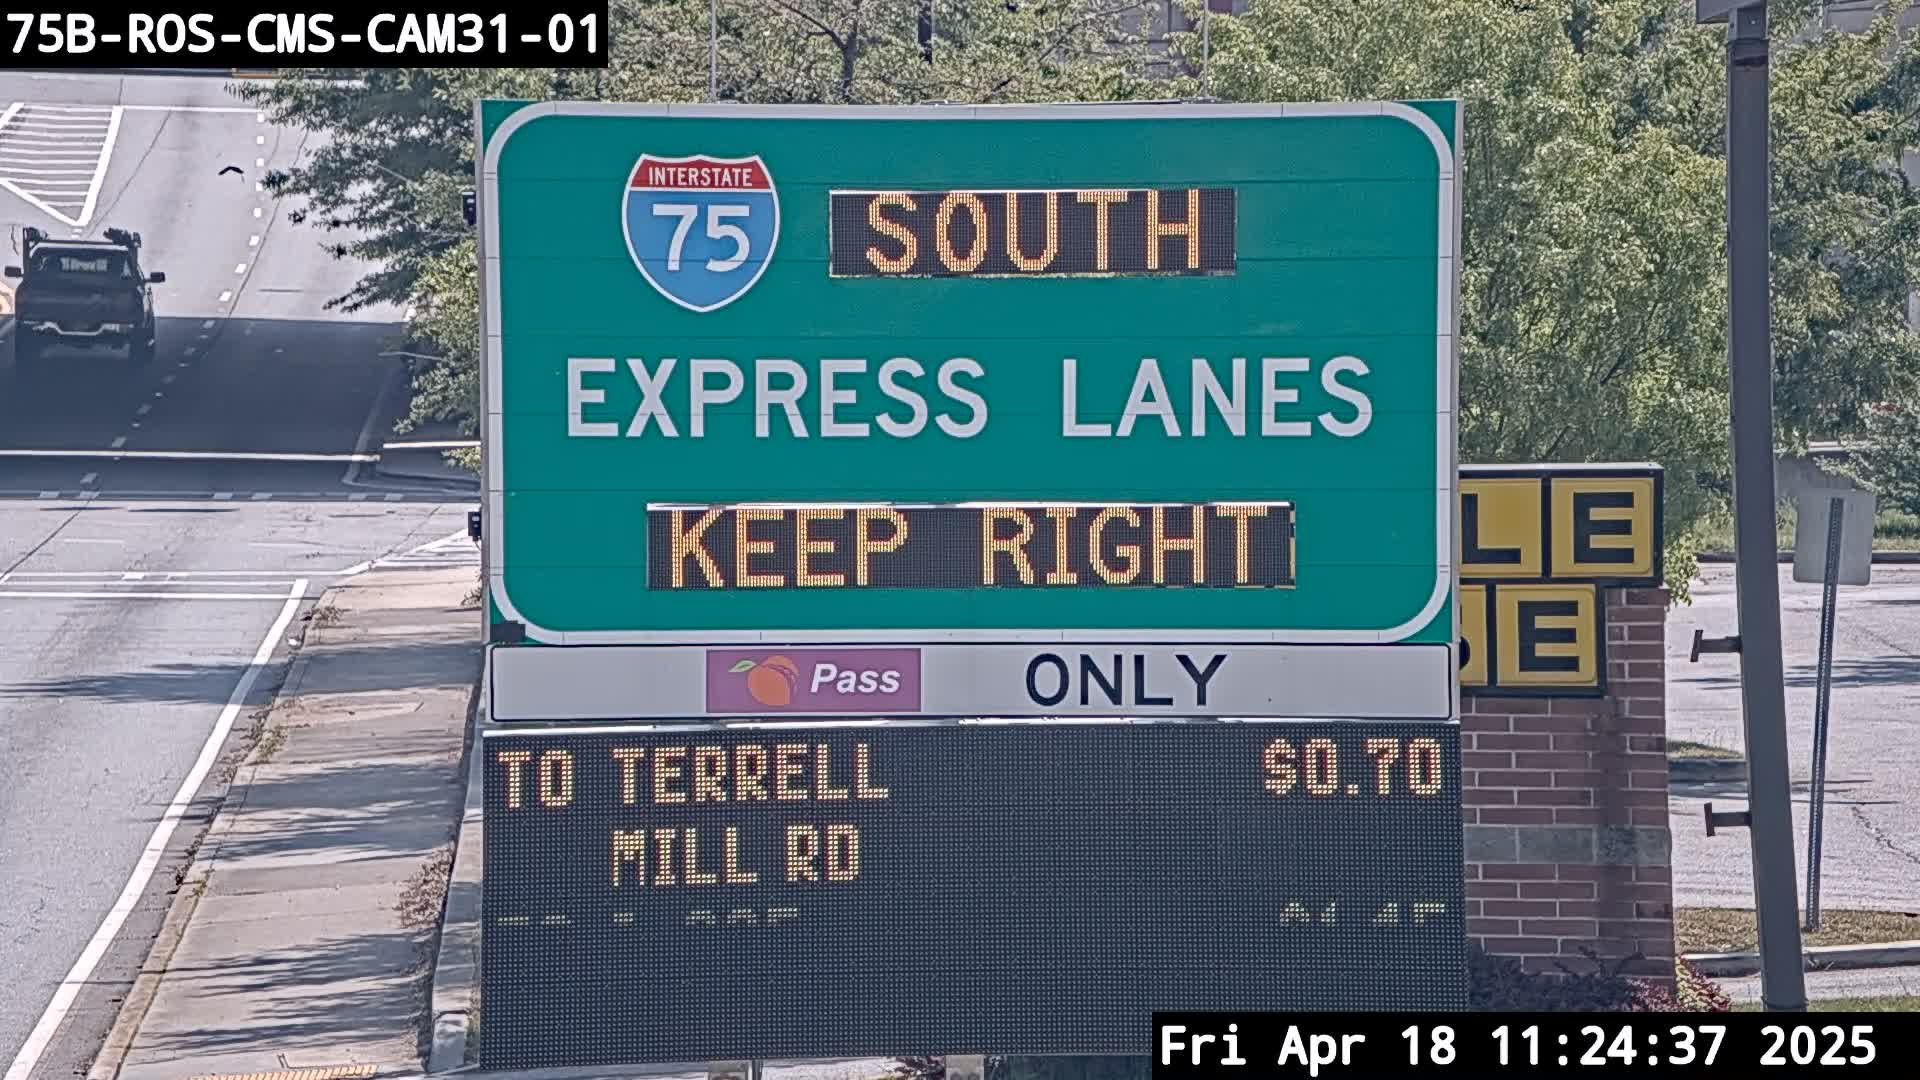 75B-ROS-CMS-CAM31-01
INTERSTATE
75
SOUTH
EXPRESS LANES
KEEP RIGHT
Pass ONLY
LE
E
TO TERRELL $0.70
MILL RD
Fri Apr 18 11:24:37 2025